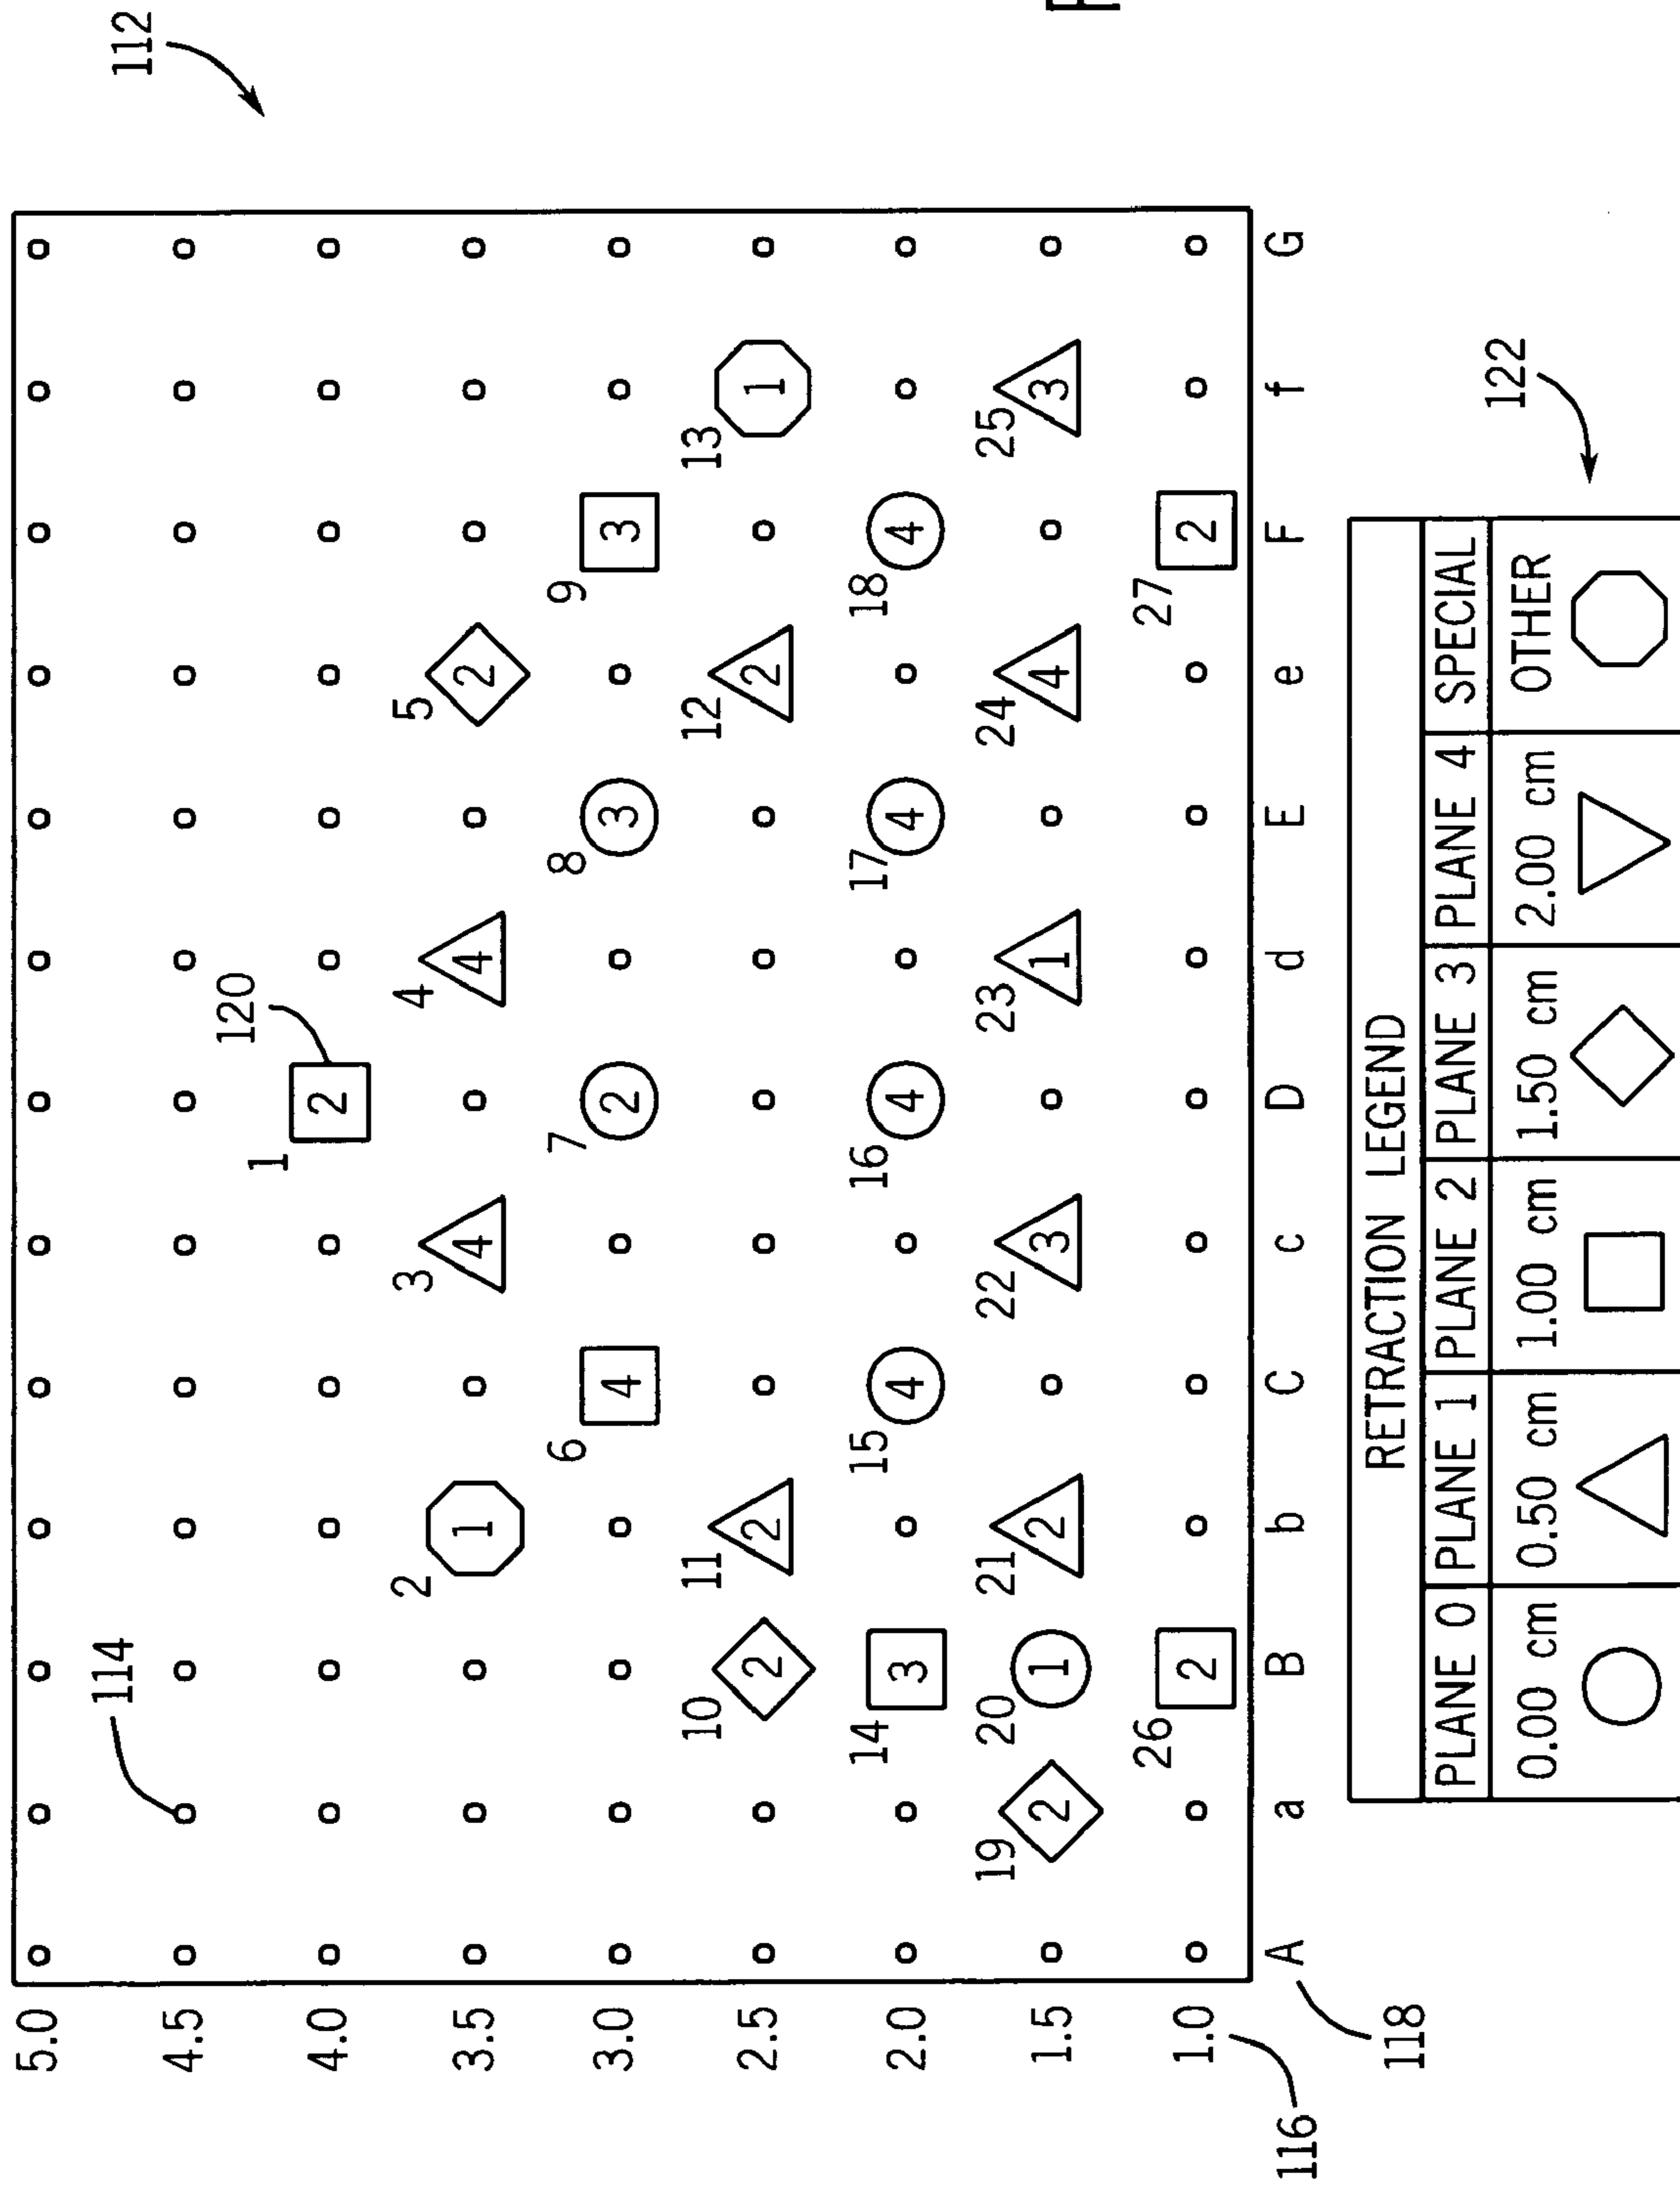 5.0
114
112
4.5
120
1
4.0 2
2 3 4 5
3.5 1 4 4 2
6 7 8 9
3.0 4 2 3 3
10 11 12 13
2.5 2 2 2 1
14 15 16 17 18
2.0 3 4 4 4 4
19 20 21 22 23 24 25
1.5 2 1 2 3 1 4 3
26 27
1.0 2 2
A a B b C c D d E e F f G
116
118
RETRACTION LEGEND
PLANE 0 PLANE 1 PLANE 2 PLANE 3 PLANE 4 SPECIAL
122
0.00 cm 0.50 cm 1.00 cm 1.50 cm 2.00 cm OTHER